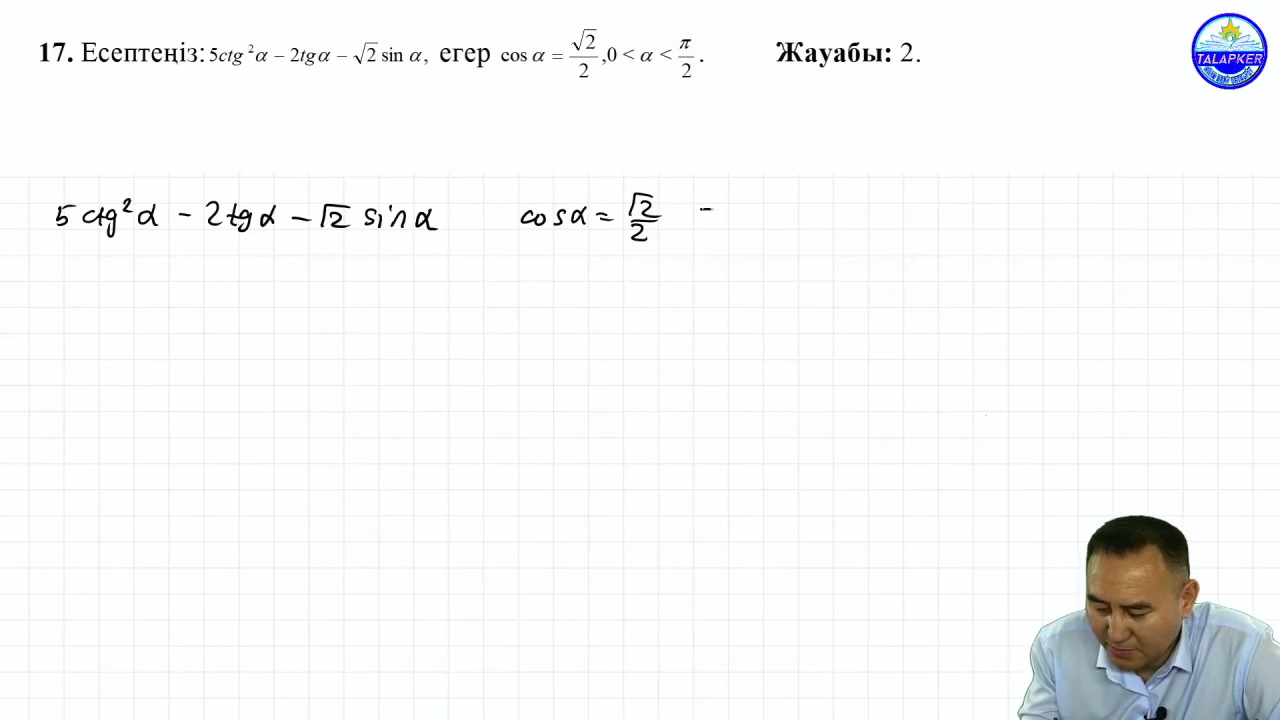 17. Есептеңіз: 5ctg²α − 2tgα − √2 sin α, егер cos α = √2/2, 0 < α < π/2. Жауабы: 2.
TALAPKER
5 ctg²α − 2tgα − √2 sin α cosα = √2/2 -